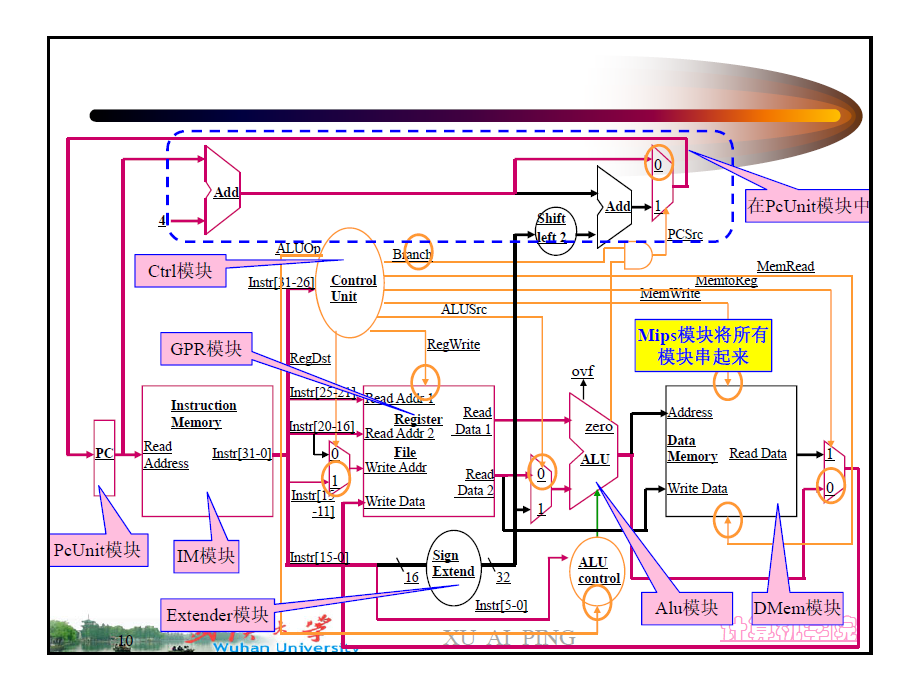 Add
4
0
1
Add
Shift
left 2
PCSrc
在PcUnit模块中
ALUOp
Branch
MemRead
MemtoReg
MemWrite
Ctrl模块
Instr[31-26]
Control
Unit
ALUSrc
RegWrite
RegDst
GPR模块
Mips模块将所有
模块串起来
ovf
Instr[25-21]
Read Addr 1
Instruction
Memory
Register
File
Read
Data 1
zero
Address
Instr[20-16]
Read Addr 2
PC
Read
Address
Instr[31-0]
0
1
Write Addr
Read
Data 2
0
1
ALU
Data
Memory
Read Data
1
0
Instr[15
-11]
Write Data
Write Data
PcUnit模块
IM模块
Instr[15-0]
16
Sign
Extend
32
ALU
control
Instr[5-0]
Extender模块
Alu模块
DMem模块
10
Wuhan University
XU AI PING
计算机学院